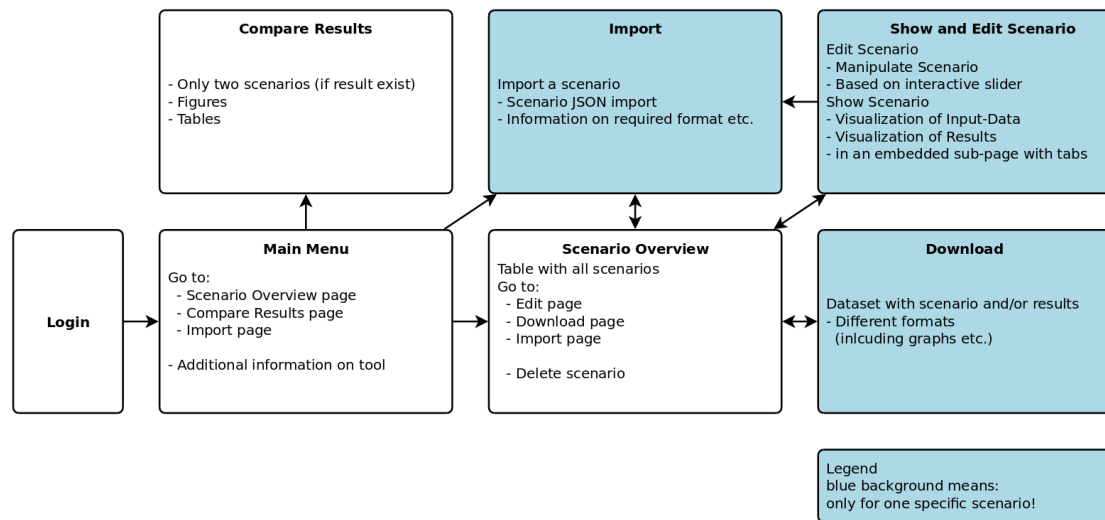 Compare Results
- Only two scenarios (if result exist)
- Figures
- Tables
Import
Import a scenario
- Scenario JSON import
- Information on required format etc.
Show and Edit Scenario
Edit Scenario
- Manipulate Scenario
- Based on interactive slider
Show Scenario
- Visualization of Input-Data
- Visualization of Results
- in an embedded sub-page with tabs
Login
Main Menu
Go to:
- Scenario Overview page
- Compare Results page
- Import page
- Additional information on tool
Scenario Overview
Table with all scenarios
Go to:
- Edit page
- Download page
- Import page
- Delete scenario
Download
Dataset with scenario and/or results
- Different formats
(inlcuding graphs etc.)
Legend
blue background means:
only for one specific scenario!